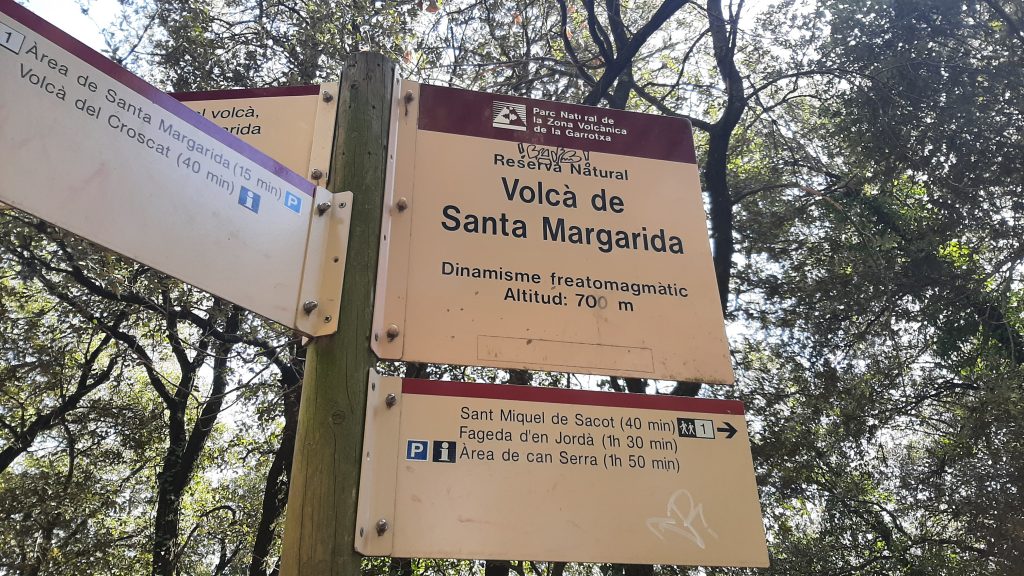 1 Àrea de Santa Margarida (15 min) P
Volcà del Croscat (40 min) i
l volcà,
arida
Parc Natural de
la Zona Volcànica
de la Garrotxa
Reserva Natural
Volcà de
Santa Margarida
Dinamisme freatomagmàtic
Altitud: 700 m
Sant Miquel de Sacot (40 min) 1
Fageda d'en Jordà (1h 30 min)
P i Àrea de can Serra (1h 50 min)